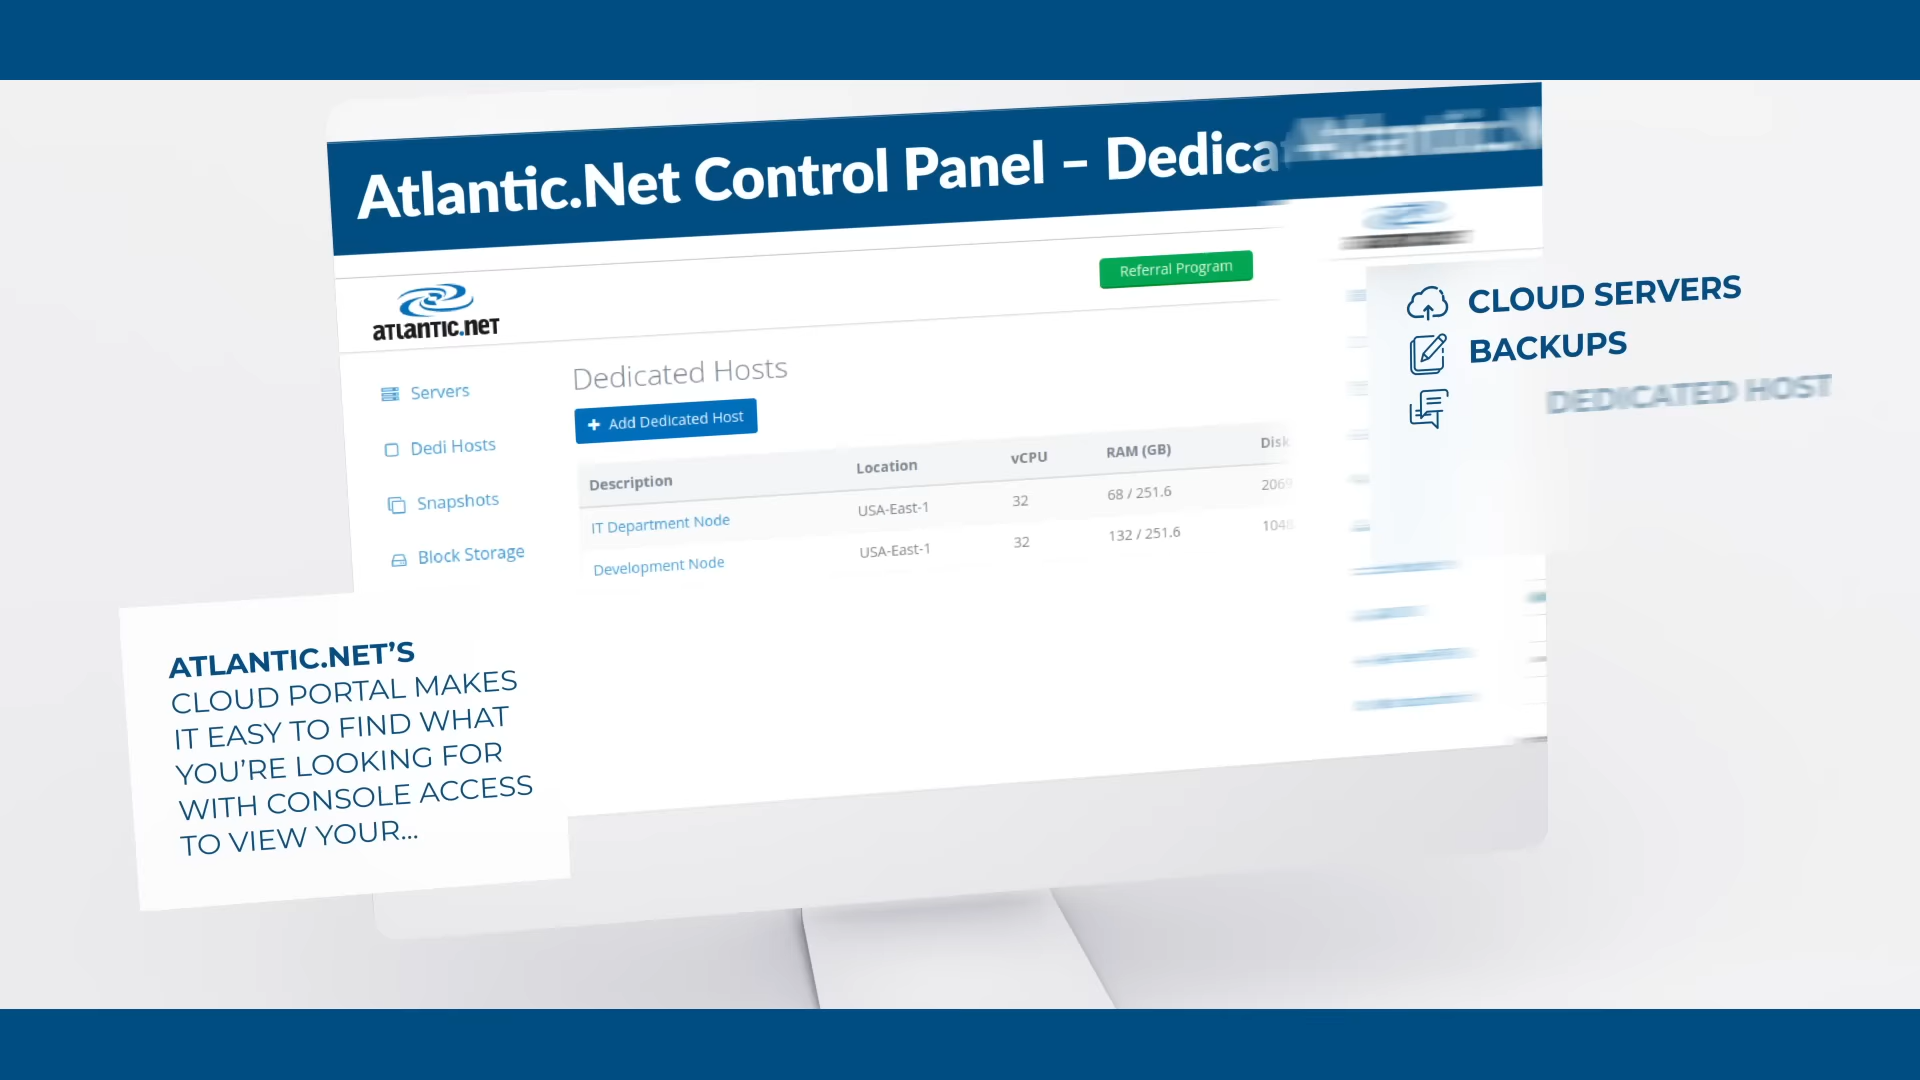 Atlantic.Net Control Panel – Dedica
Referral Program
ATLANTIC.NET
Servers
Dedi Hosts
Snapshots
Block Storage
Dedicated Hosts
+ Add Dedicated Host
Description Location vCPU RAM (GB) Disk
IT Department Node USA-East-1 32 68 / 251.6 2069
Development Node USA-East-1 32 132 / 251.6 1048
CLOUD SERVERS
BACKUPS
DEDICATED HOST
ATLANTIC.NET’S
CLOUD PORTAL MAKES
IT EASY TO FIND WHAT
YOU’RE LOOKING FOR
WITH CONSOLE ACCESS
TO VIEW YOUR...